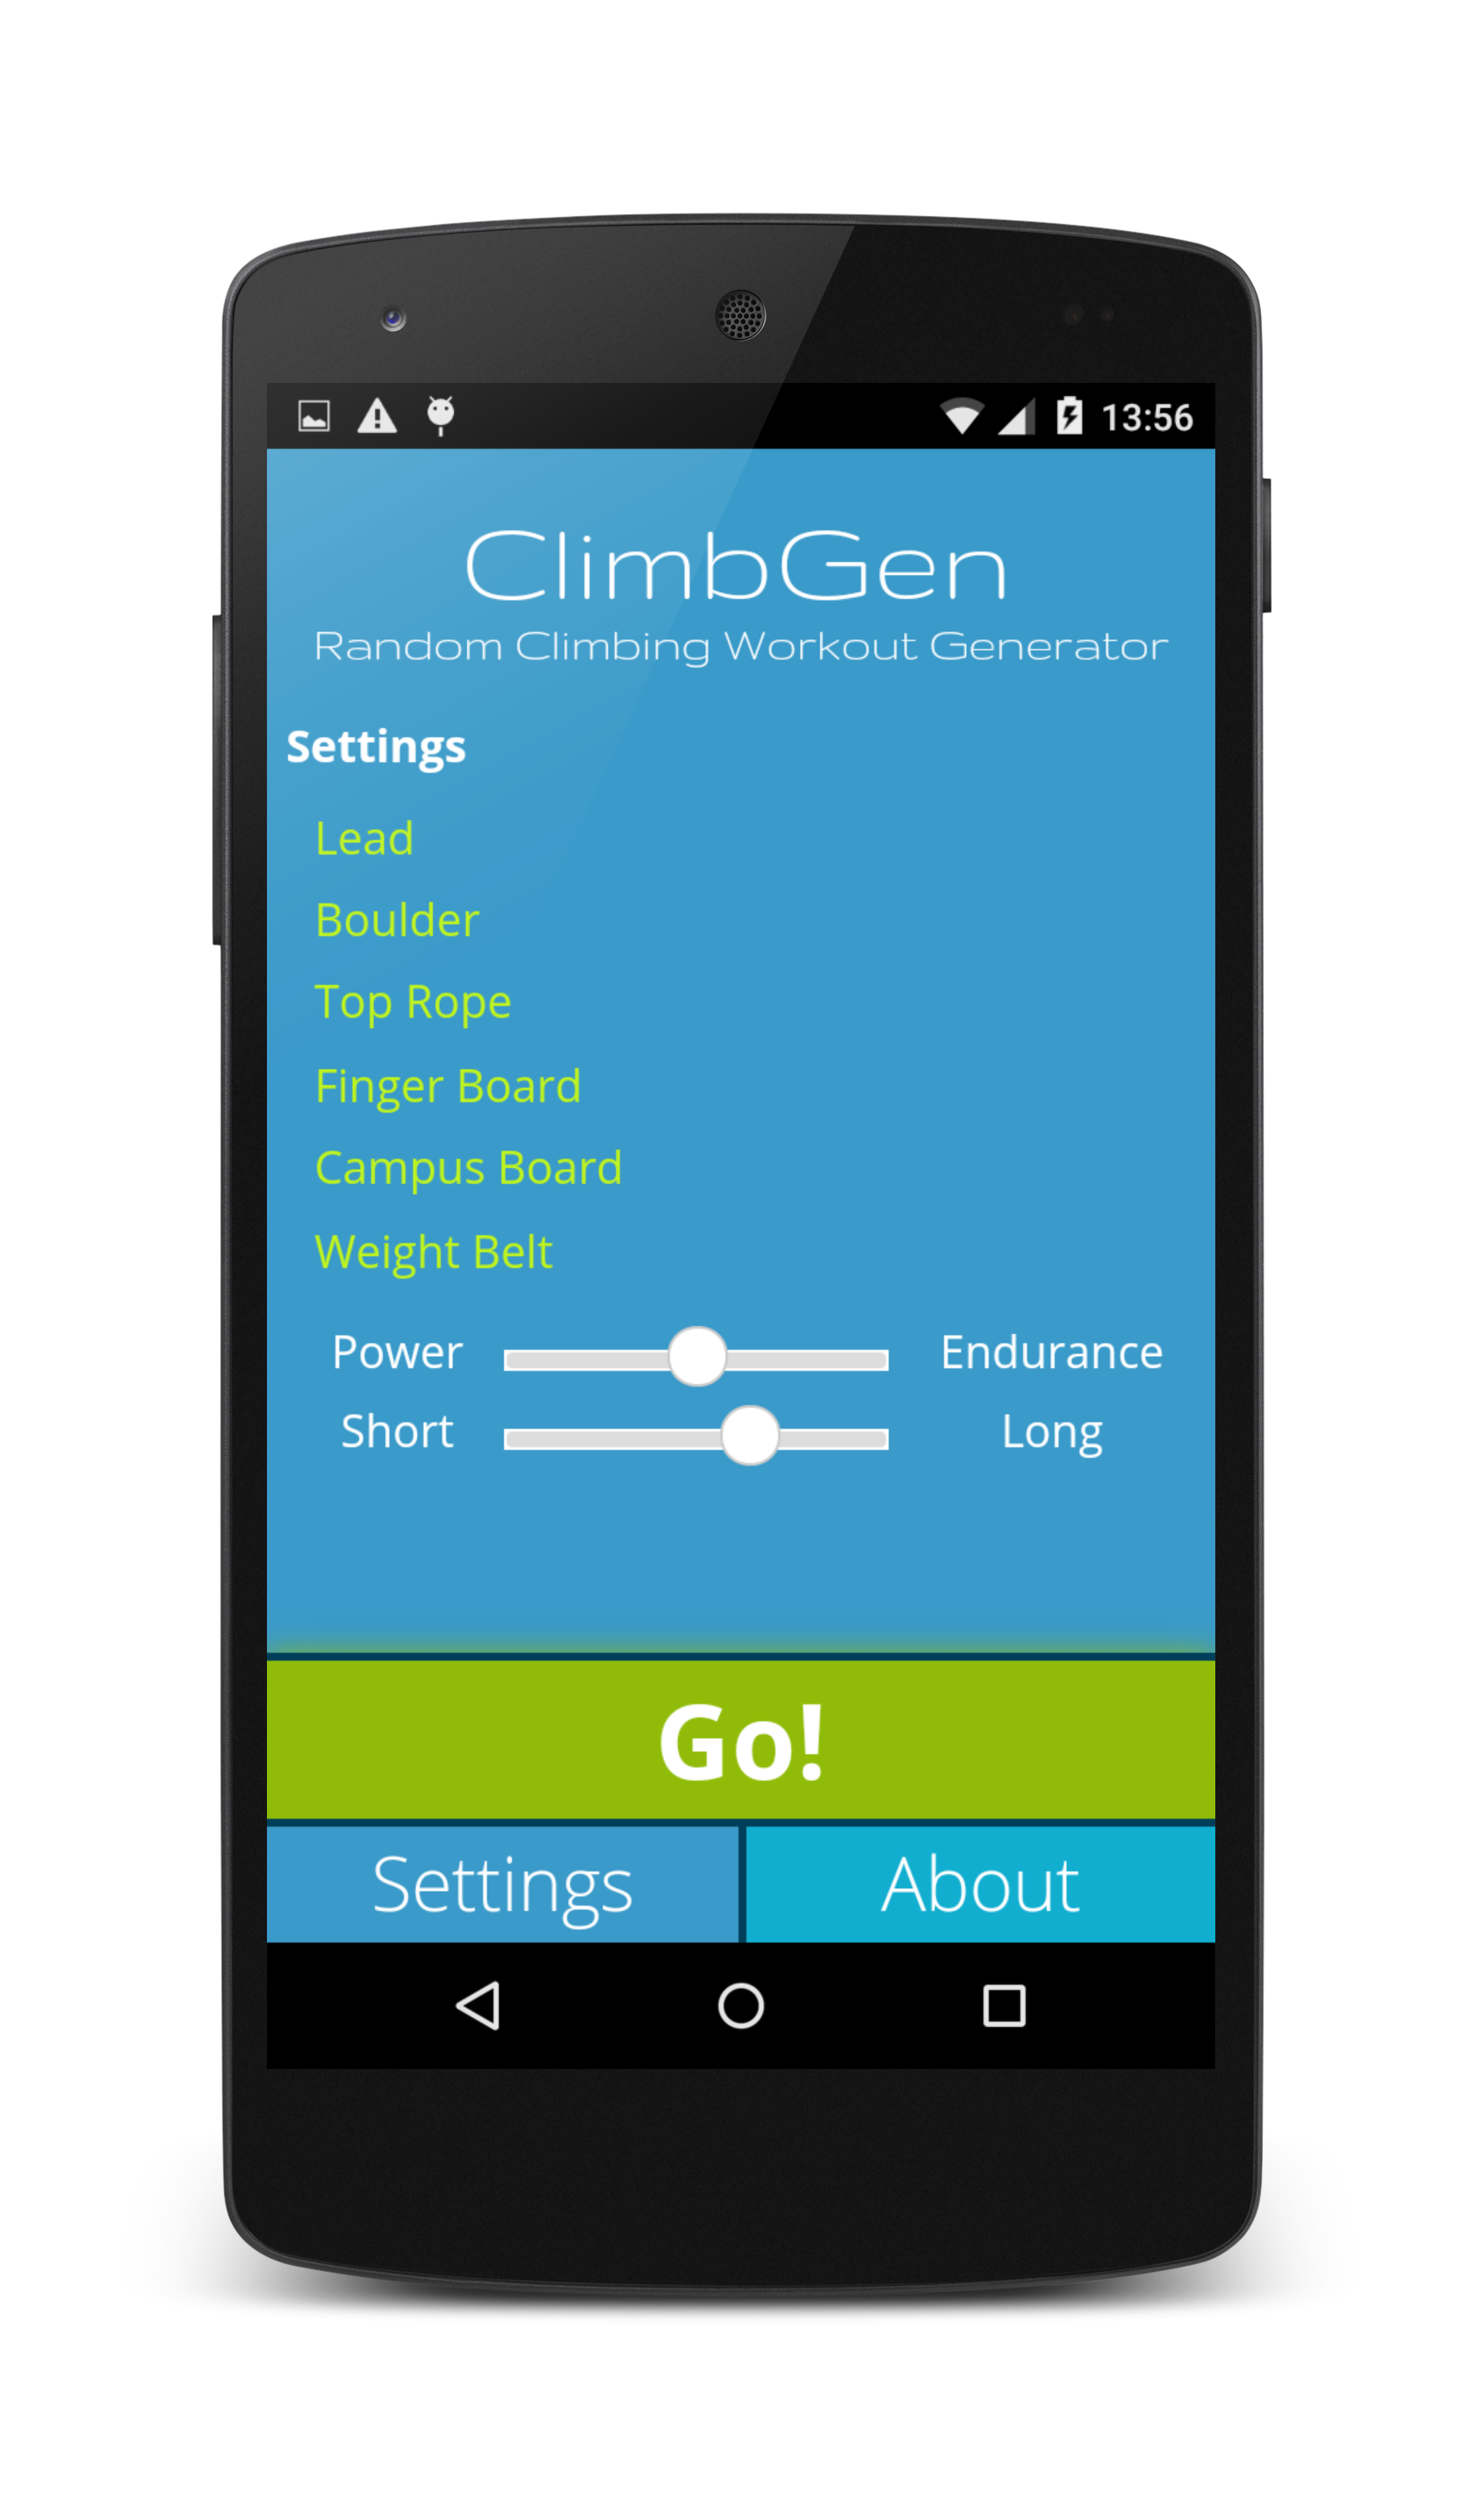 13:56
ClimbGen
Random Climbing Workout Generator
Settings
Lead
Boulder
Top Rope
Finger Board
Campus Board
Weight Belt
Power Endurance
Short Long
Go!
Settings About